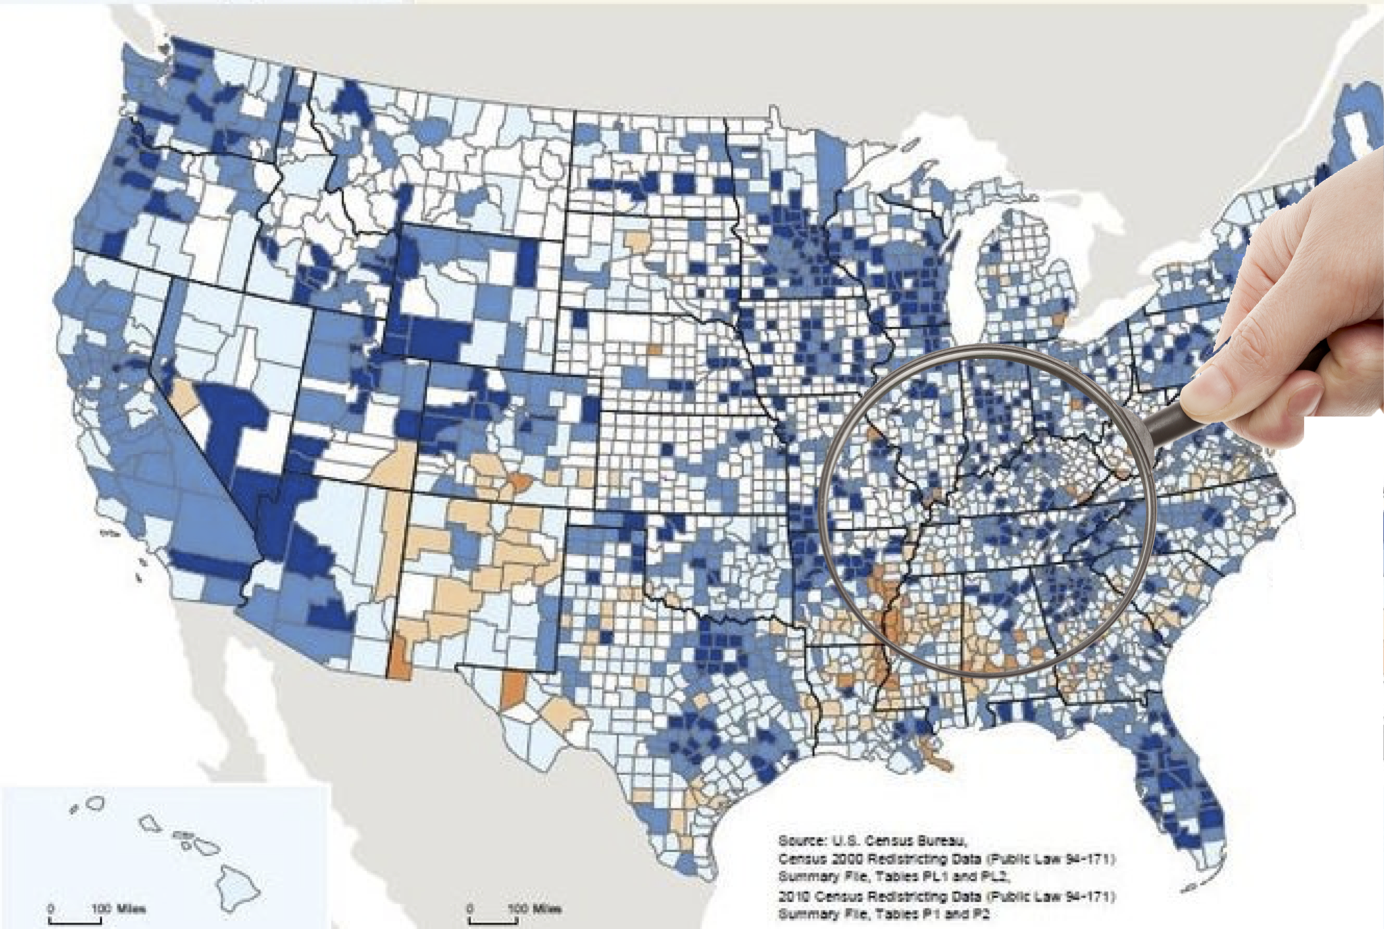 Source: U.S. Census Bureau,
Census 2000 Redistricting Data (Public Law 94-171)
Summary File, Tables PL1 and PL2,
2010 Census Redistricting Data (Public Law 94-171)
Summary File, Tables P1 and P2
0 100 Miles
0 100 Miles